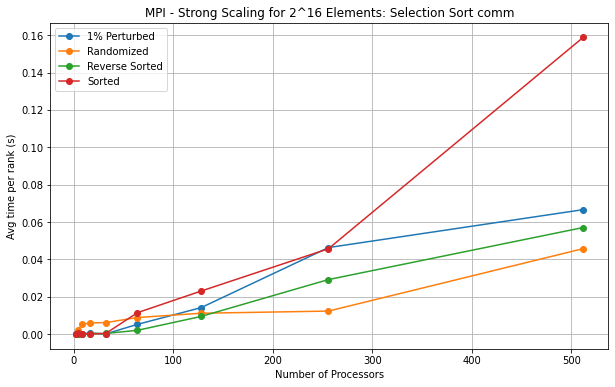 MPI - Strong Scaling for 2^16 Elements: Selection Sort comm
1% Perturbed
Randomized
Reverse Sorted
Sorted
Avg time per rank (s)
0.16
0.14
0.12
0.10
0.08
0.06
0.04
0.02
0.00
0 100 200 300 400 500
Number of Processors